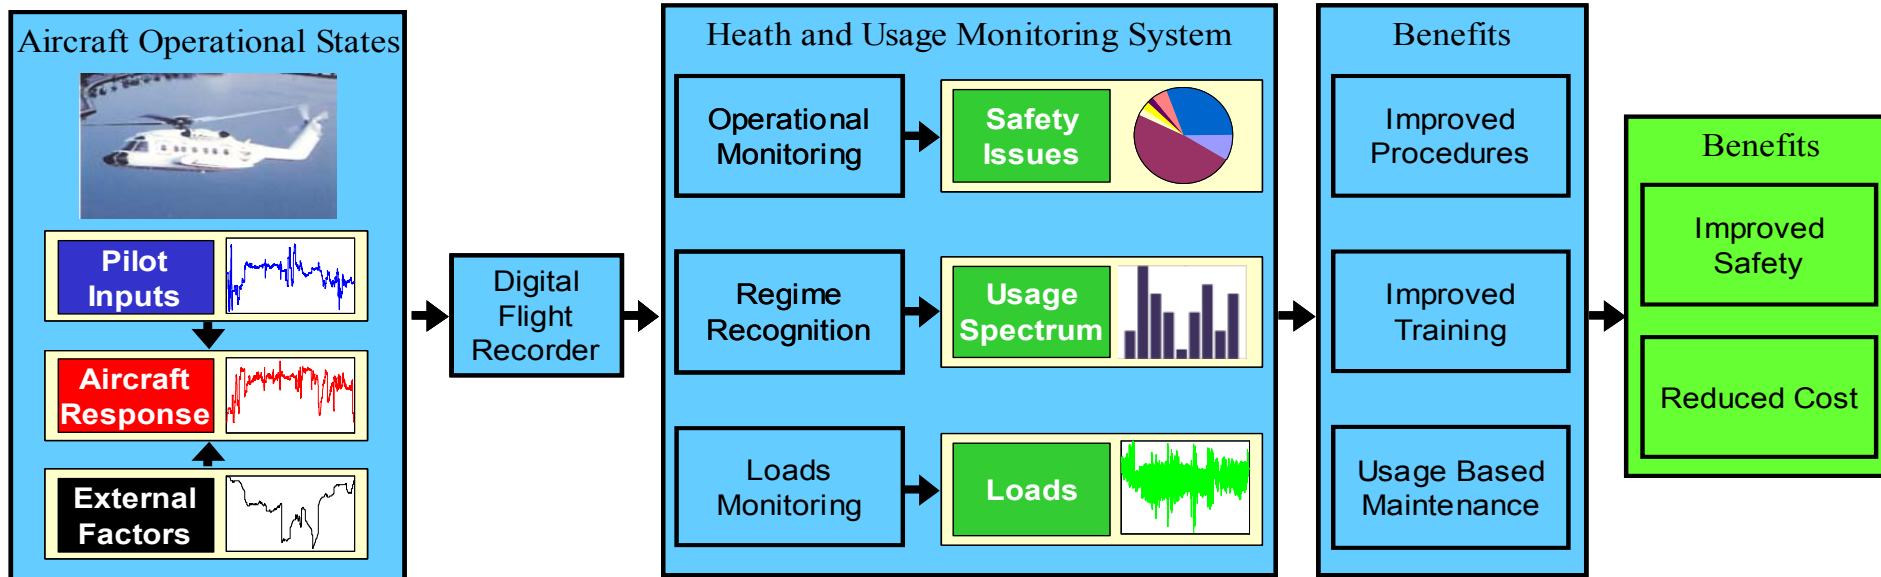 Aircraft Operational States
Pilot
Inputs
Aircraft
Response
External
Factors
Digital
Flight
Recorder
Heath and Usage Monitoring System
Operational
Monitoring
Safety
Issues
Regime
Recognition
Usage
Spectrum
Loads
Monitoring
Loads
Benefits
Improved
Procedures
Improved
Training
Usage Based
Maintenance
Benefits
Improved
Safety
Reduced Cost